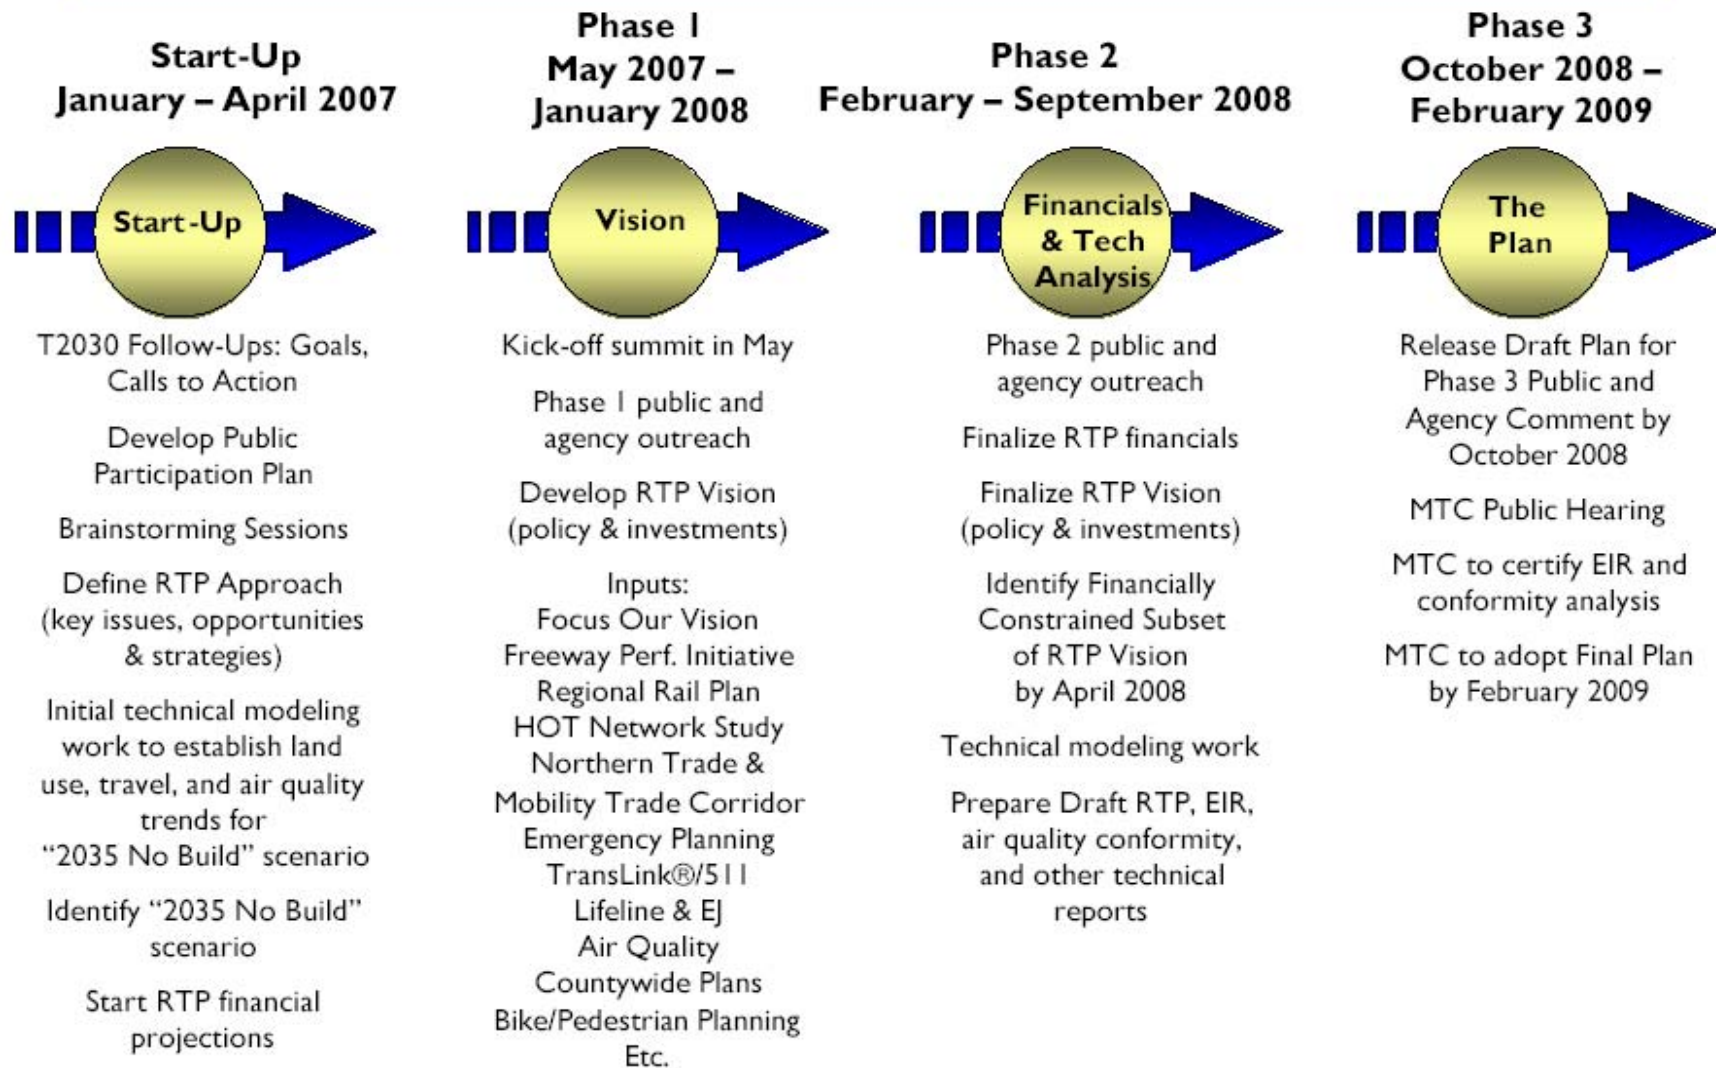 Start-Up
January – April 2007
Start-Up
T2030 Follow-Ups: Goals,
Calls to Action
Develop Public
Participation Plan
Brainstorming Sessions
Define RTP Approach
(key issues, opportunities
& strategies)
Initial technical modeling
work to establish land
use, travel, and air quality
trends for
“2035 No Build” scenario
Identify “2035 No Build”
scenario
Start RTP financial
projections
Phase 1
May 2007 –
January 2008
Vision
Kick-off summit in May
Phase 1 public and
agency outreach
Develop RTP Vision
(policy & investments)
Inputs:
Focus Our Vision
Freeway Perf. Initiative
Regional Rail Plan
HOT Network Study
Northern Trade &
Mobility Trade Corridor
Emergency Planning
TransLink®/511
Lifeline & EJ
Air Quality
Countywide Plans
Bike/Pedestrian Planning
Etc.
Phase 2
February – September 2008
Financials
& Tech
Analysis
Phase 2 public and
agency outreach
Finalize RTP financials
Finalize RTP Vision
(policy & investments)
Identify Financially
Constrained Subset
of RTP Vision
by April 2008
Technical modeling work
Prepare Draft RTP, EIR,
air quality conformity,
and other technical
reports
Phase 3
October 2008 –
February 2009
The
Plan
Release Draft Plan for
Phase 3 Public and
Agency Comment by
October 2008
MTC Public Hearing
MTC to certify EIR and
conformity analysis
MTC to adopt Final Plan
by February 2009